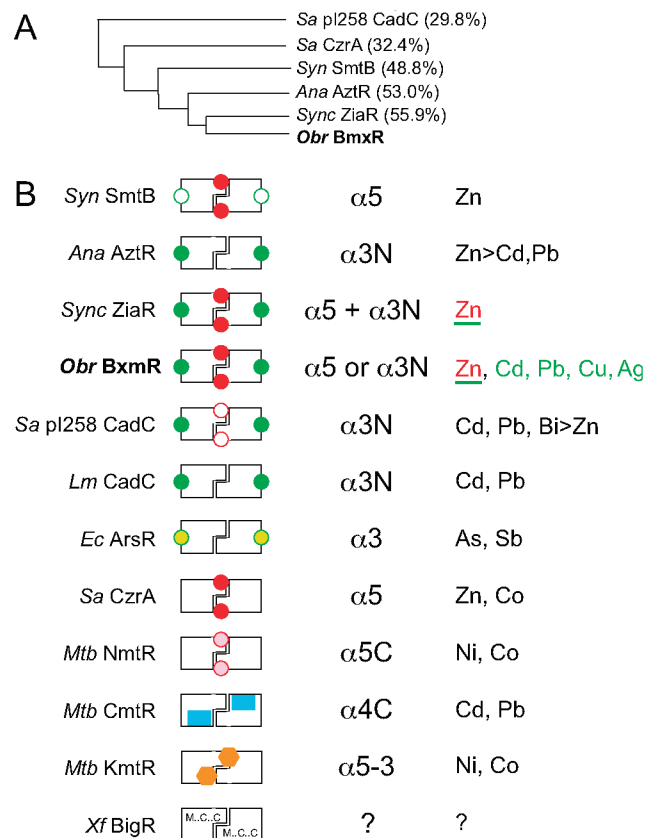 A
Sa pI258 CadC (29.8%)
Sa CzrA (32.4%)
Syn SmtB (48.8%)
Ana AztR (53.0%)
Sync ZiaR (55.9%)
Obr BmxR
B
Syn SmtB α5 Zn
Ana AztR α3N Zn>Cd,Pb
Sync ZiaR α5 + α3N Zn
Obr BxmR α5 or α3N Zn, Cd, Pb, Cu, Ag
Sa pI258 CadC α3N Cd, Pb, Bi>Zn
Lm CadC α3N Cd, Pb
Ec ArsR α3 As, Sb
Sa CzrA α5 Zn, Co
Mtb NmtR α5C Ni, Co
Mtb CmtR α4C Cd, Pb
Mtb KmtR α5-3 Ni, Co
Xf BigR M..C..C M..C..C ? ?